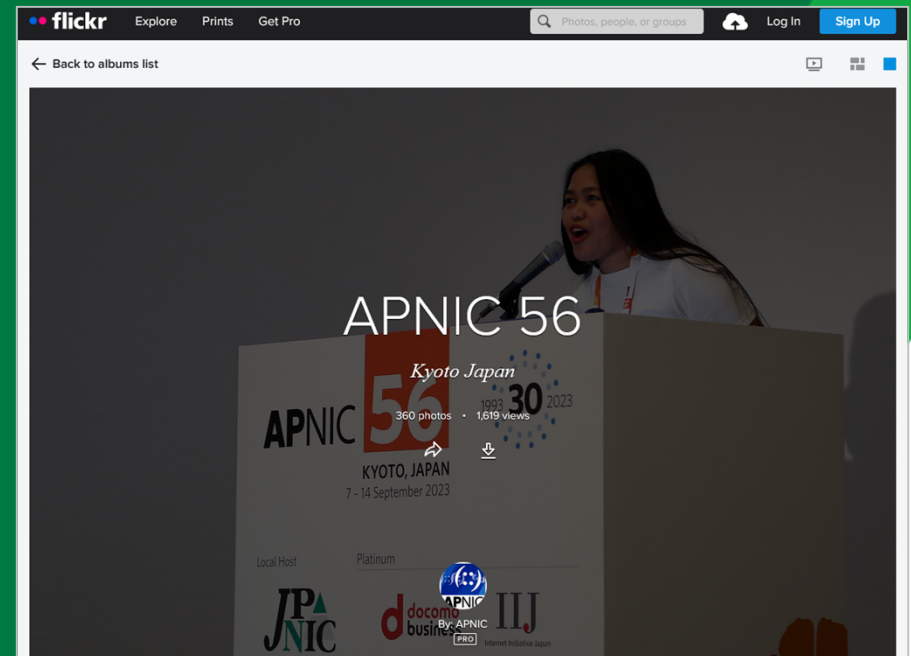 flickr Explore Prints Get Pro Photos, people, or groups Log In Sign Up
Back to albums list
APNIC 56
Kyoto Japan
360 photos • 1,619 views
APNIC 56
1993 30 2023
KYOTO, JAPAN
7 - 14 September 2023
Local Host Platinum
JPNIC
docomo business
IIJ
Internet Initiative Japan
APNIC
By: APNIC
PRO